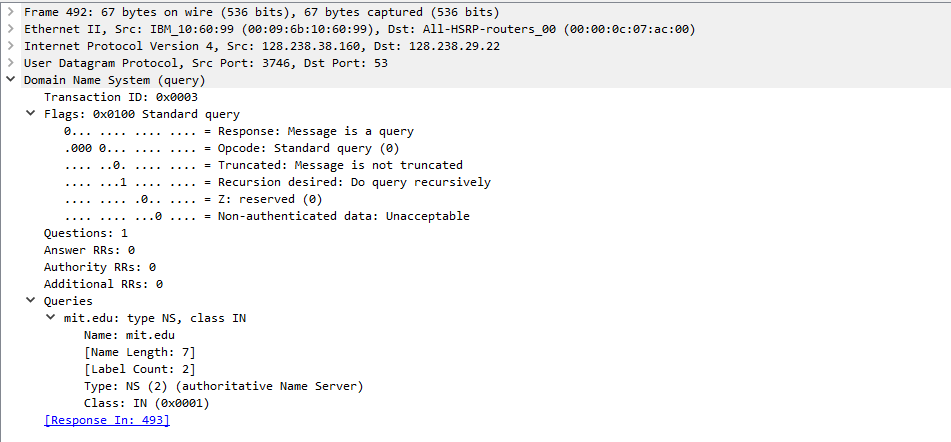 Frame 492: 67 bytes on wire (536 bits), 67 bytes captured (536 bits)
Ethernet II, Src: IBM_10:60:99 (00:09:6b:10:60:99), Dst: All-HSRP-routers_00 (00:00:0c:07:ac:00)
Internet Protocol Version 4, Src: 128.238.38.160, Dst: 128.238.29.22
User Datagram Protocol, Src Port: 3746, Dst Port: 53
Domain Name System (query)
Transaction ID: 0x0003
Flags: 0x0100 Standard query
0... .... .... .... = Response: Message is a query
.000 0... .... .... = Opcode: Standard query (0)
.... ..0. .... .... = Truncated: Message is not truncated
.... ...1 .... .... = Recursion desired: Do query recursively
.... .... .0.. .... = Z: reserved (0)
.... .... ...0 .... = Non-authenticated data: Unacceptable
Questions: 1
Answer RRs: 0
Authority RRs: 0
Additional RRs: 0
Queries
mit.edu: type NS, class IN
Name: mit.edu
[Name Length: 7]
[Label Count: 2]
Type: NS (2) (authoritative Name Server)
Class: IN (0x0001)
[Response In: 493]